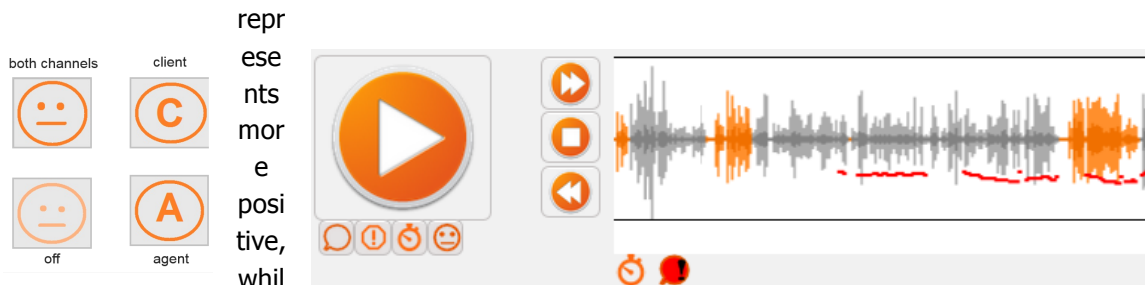 both channels
client
C
off
A
agent
repr
ese
nts
mor
e
posi
tive,
whil